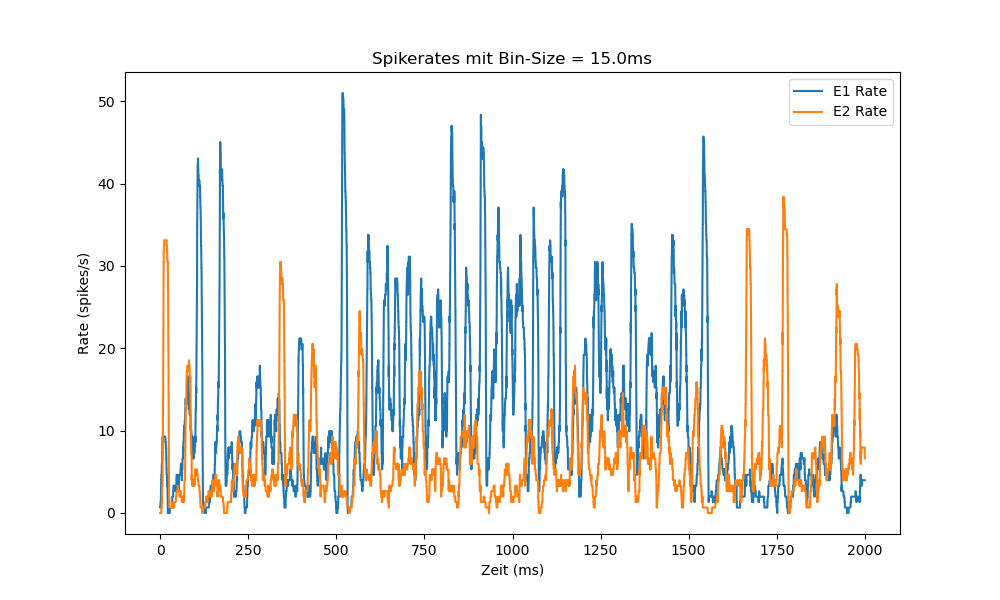 Spikerates mit Bin-Size = 15.0ms
E1 Rate
E2 Rate
50
40
30
20
10
0
Rate (spikes/s)
0 250 500 750 1000 1250 1500 1750 2000
Zeit (ms)